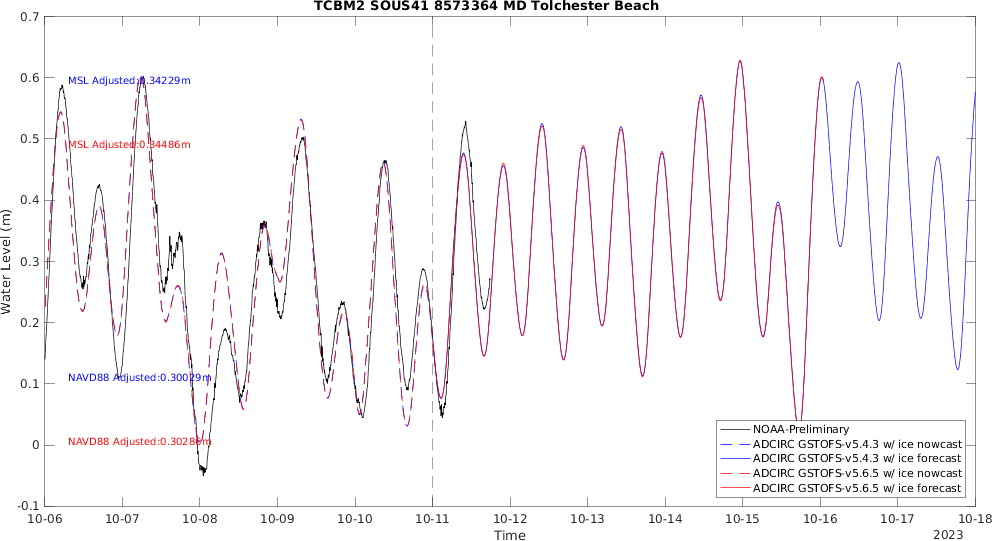 TCBM2 SOUS41 8573364 MD Tolchester Beach
Water Level (m)
0.7
0.6
0.5
0.4
0.3
0.2
0.1
0
-0.1
MSL Adjusted:0.34229m
MSL Adjusted:0.34486m
NAVD88 Adjusted:0.30029m
NAVD88 Adjusted:0.30286m
NOAA-Preliminary
ADCIRC GSTOFS-v5.4.3 w/ ice nowcast
ADCIRC GSTOFS-v5.4.3 w/ ice forecast
ADCIRC GSTOFS-v5.6.5 w/ ice nowcast
ADCIRC GSTOFS-v5.6.5 w/ ice forecast
10-06 10-07 10-08 10-09 10-10 10-11 10-12 10-13 10-14 10-15 10-16 10-17 10-18
Time
2023